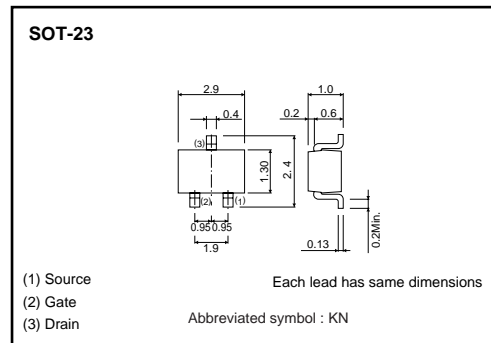 SOT-23
2.9
1.0
0.4
0.2
0.6
(3)
1.30
2. 4
(2)
(1)
0.95
0.95
1.9
0.13
0.2Min.
(1) Source
(2) Gate
(3) Drain
Each lead has same dimensions
Abbreviated symbol : KN